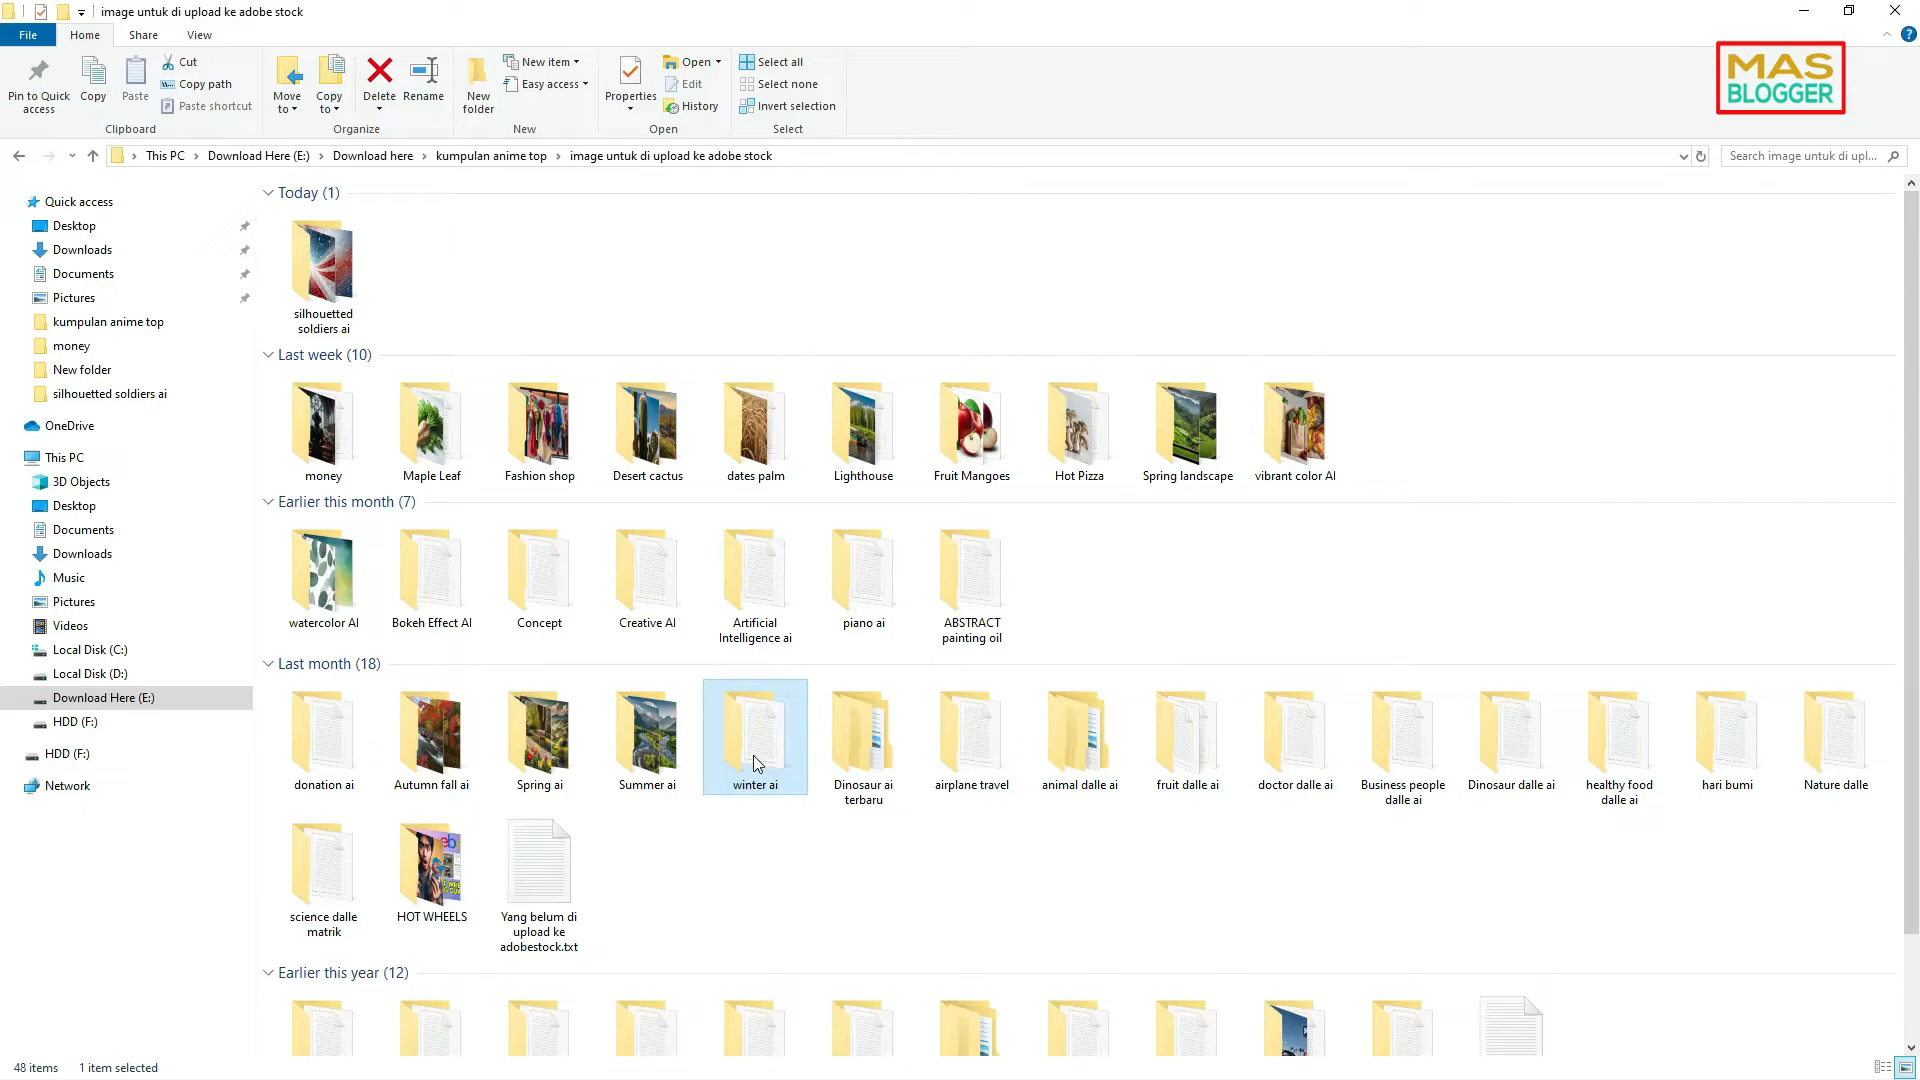 image untuk di upload ke adobe stock
File Home Share View
MAS
BLOGGER
Pin to Quick
access
Copy
Paste
Cut
Copy path
Paste shortcut
Clipboard
Move
to
Copy
to
Delete
Rename
Organize
New
folder
New item
Easy access
New
Properties
Open
Edit
History
Open
Select all
Select none
Invert selection
Select
This PC > Download Here (E:) > Download here > kumpulan anime top > image untuk di upload ke adobe stock
Search image untuk di upl...
Quick access
Desktop
Downloads
Documents
Pictures
kumpulan anime top
money
New folder
silhouetted soldiers ai
OneDrive
This PC
3D Objects
Desktop
Documents
Downloads
Music
Pictures
Videos
Local Disk (C:)
Local Disk (D:)
Download Here (E:)
HDD (F:)
HDD (F:)
Network
Today (1)
silhouetted
soldiers ai
Last week (10)
money
Maple Leaf
Fashion shop
Desert cactus
dates palm
Lighthouse
Fruit Mangoes
Hot Pizza
Spring landscape
vibrant color AI
Earlier this month (7)
watercolor AI
Bokeh Effect AI
Concept
Creative AI
Artificial
Intelligence ai
piano ai
ABSTRACT
painting oil
Last month (18)
donation ai
Autumn fall ai
Spring ai
Summer ai
winter ai
Dinosaur ai
terbaru
airplane travel
animal dalle ai
fruit dalle ai
doctor dalle ai
Business people
dalle ai
Dinosaur dalle ai
healthy food
dalle ai
hari bumi
Nature dalle
science dalle
matrik
HOT WHEELS
Yang belum di
upload ke
adobestock.txt
Earlier this year (12)
48 items 1 item selected